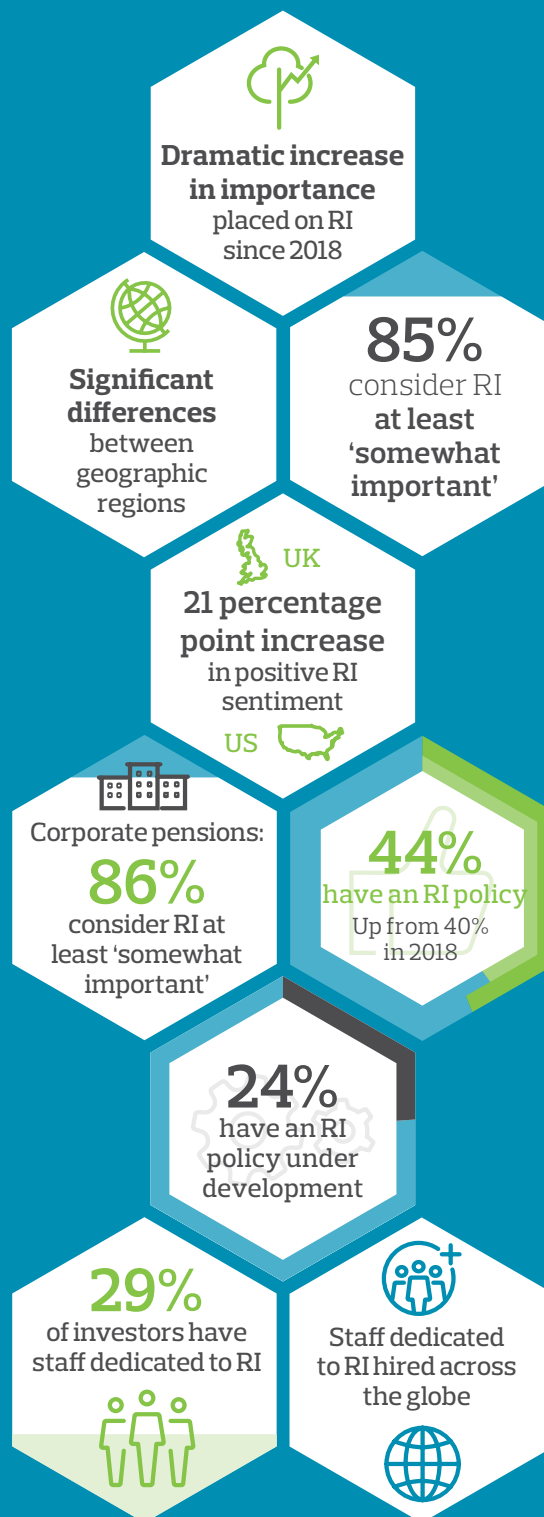 Dramatic increase
in importance
placed on RI
since 2018
Significant
differences
between
geographic
regions
85%
consider RI
at least
‘somewhat
important’
UK
21 percentage
point increase
in positive RI
sentiment
US
Corporate pensions:
86%
consider RI at
least ‘somewhat
important’
44%
have an RI policy
Up from 40%
in 2018
24%
have an RI
policy under
development
29%
of investors have
staff dedicated to RI
Staff dedicated
to RI hired across
the globe